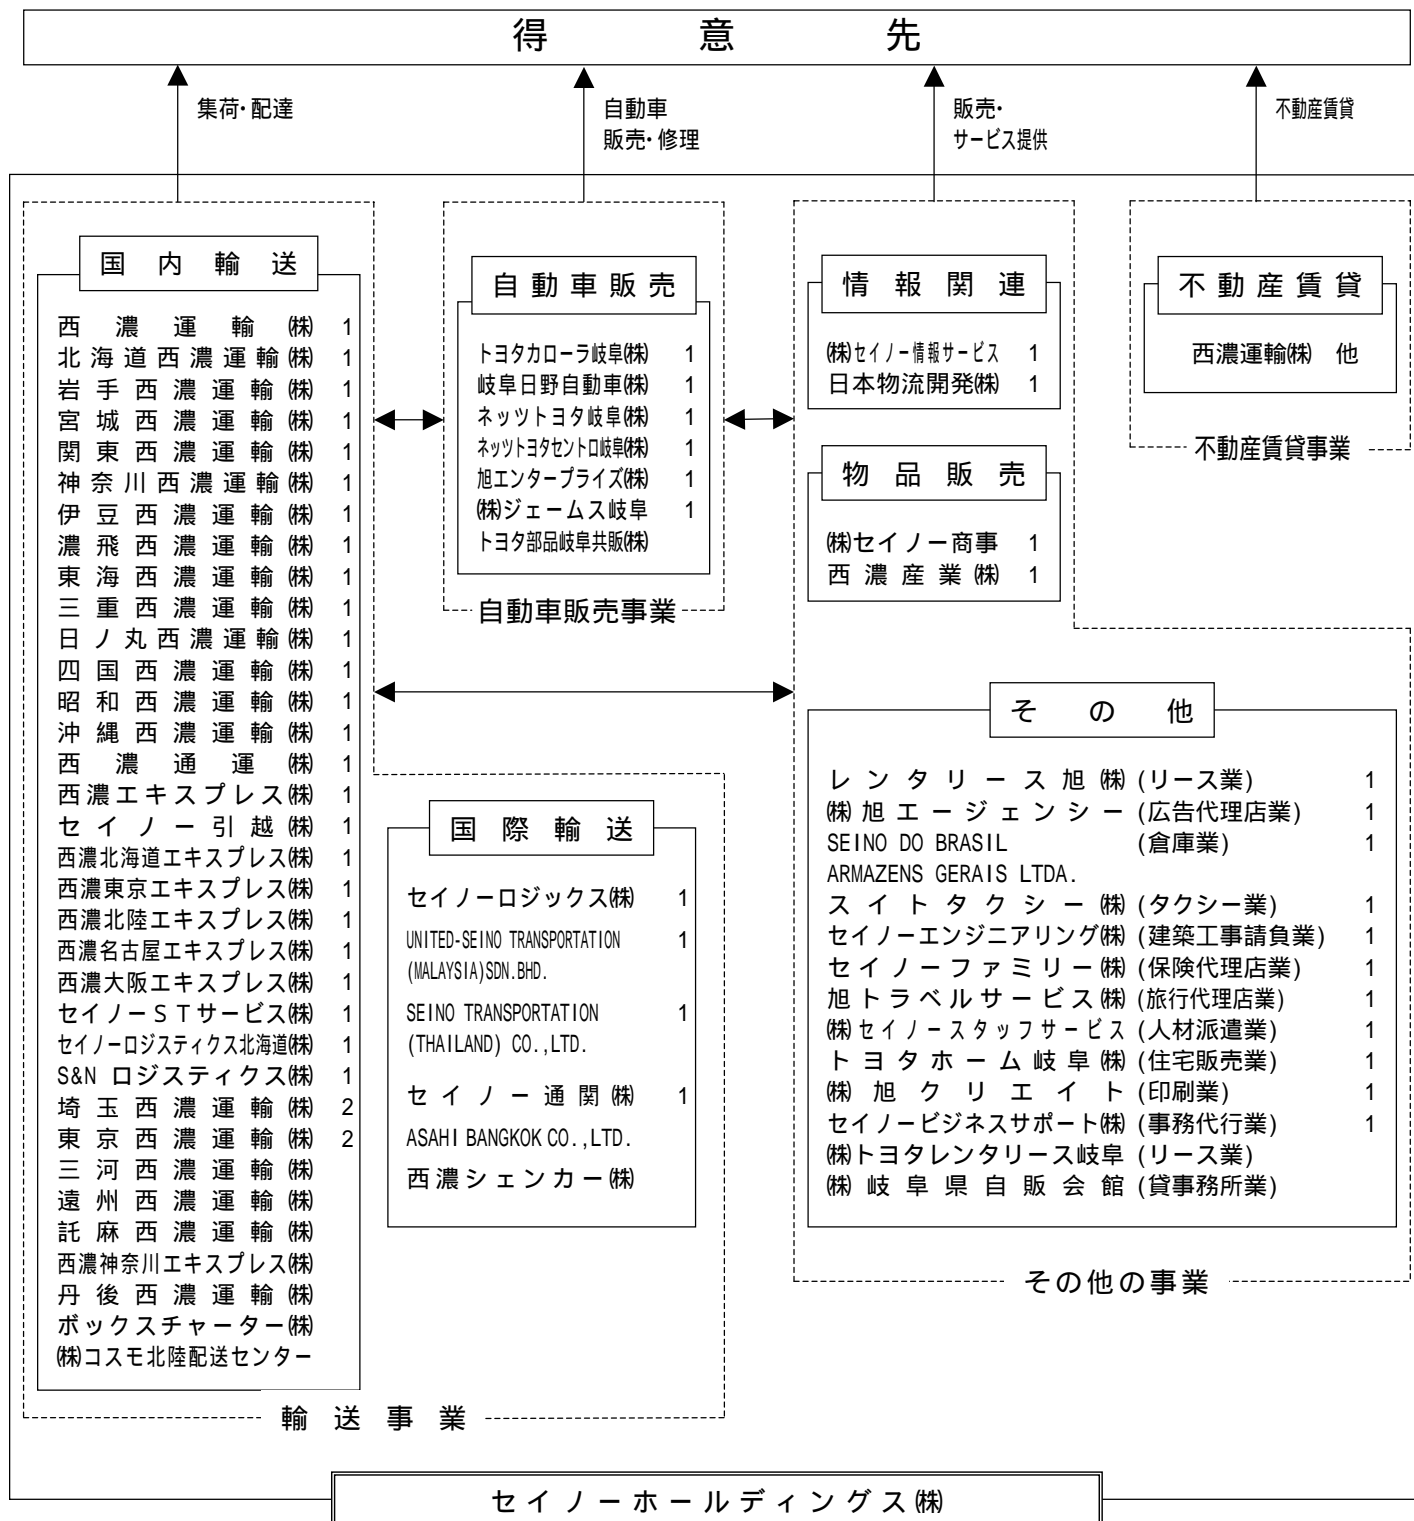 得意先
集荷・配達
自動車
販売・修理
販売・
サービス提供
不動産賃貸
国内輸送
西濃運輸㈱ 1
北海道西濃運輸㈱ 1
岩手西濃運輸㈱ 1
宮城西濃運輸㈱ 1
関東西濃運輸㈱ 1
神奈川西濃運輸㈱ 1
伊豆西濃運輸㈱ 1
濃飛西濃運輸㈱ 1
東海西濃運輸㈱ 1
三重西濃運輸㈱ 1
日ノ丸西濃運輸㈱ 1
四国西濃運輸㈱ 1
昭和西濃運輸㈱ 1
沖縄西濃運輸㈱ 1
西濃通運㈱ 1
西濃エキスプレス㈱ 1
セイノー引越㈱ 1
西濃北海道エキスプレス㈱ 1
西濃東京エキスプレス㈱ 1
西濃北陸エキスプレス㈱ 1
西濃名古屋エキスプレス㈱ 1
西濃大阪エキスプレス㈱ 1
セイノーSTサービス㈱ 1
セイノーロジスティクス北海道㈱ 1
S&N ロジスティクス㈱ 1
埼玉西濃運輸㈱ 2
東京西濃運輸㈱ 2
三河西濃運輸㈱
遠州西濃運輸㈱
託麻西濃運輸㈱
西濃神奈川エキスプレス㈱
丹後西濃運輸㈱
ボックスチャーター㈱
㈱コスモ北陸配送センター
国際輸送
セイノーロジックス㈱ 1
UNITED-SEINO TRANSPORTATION 1
(MALAYSIA)SDN.BHD.
SEINO TRANSPORTATION 1
(THAILAND) CO.,LTD.
セイノー通関㈱ 1
ASAHI BANGKOK CO.,LTD.
西濃シェンカー㈱
輸送事業
自動車販売
トヨタカローラ岐阜㈱ 1
岐阜日野自動車㈱ 1
ネッツトヨタ岐阜㈱ 1
ネッツトヨタセントロ岐阜㈱ 1
旭エンタープライズ㈱ 1
㈱ジェームス岐阜 1
トヨタ部品岐阜共販㈱
自動車販売事業
情報関連
㈱セイノー情報サービス 1
日本物流開発㈱ 1
物品販売
㈱セイノー商事 1
西濃産業㈱ 1
その他
レンタリース旭㈱ (リース業) 1
㈱旭エージェンシー (広告代理店業) 1
SEINO DO BRASIL (倉庫業) 1
ARMAZENS GERAIS LTDA.
スイトタクシー㈱ (タクシー業) 1
セイノーエンジニアリング㈱ (建築工事請負業) 1
セイノーファミリー㈱ (保険代理店業) 1
旭トラベルサービス㈱ (旅行代理店業) 1
㈱セイノースタッフサービス (人材派遣業) 1
トヨタホーム岐阜㈱ (住宅販売業) 1
㈱旭クリエイト (印刷業) 1
セイノービジネスサポート㈱ (事務代行業) 1
㈱トヨタレンタリース岐阜 (リース業)
㈱岐阜県自販会館 (貸事務所業)
その他の事業
不動産賃貸
西濃運輸㈱ 他
不動産賃貸事業
セイノーホールディングス㈱